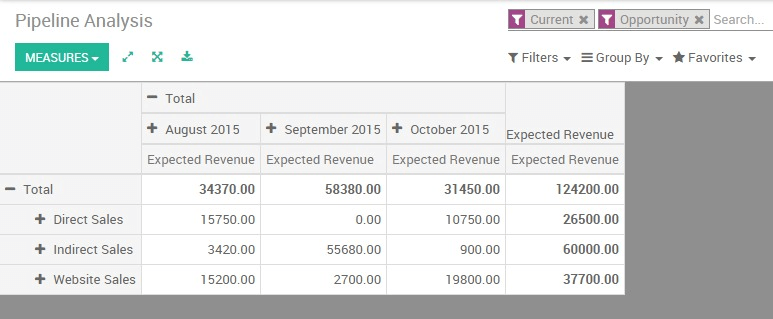 Pipeline Analysis
Current Opportunity Search...
MEASURES Filters Group By Favorites
Total
August 2015 September 2015 October 2015 Expected Revenue
Expected Revenue Expected Revenue Expected Revenue Expected Revenue
Total 34370.00 58380.00 31450.00 124200.00
Direct Sales 15750.00 0.00 10750.00 26500.00
Indirect Sales 3420.00 55680.00 900.00 60000.00
Website Sales 15200.00 2700.00 19800.00 37700.00